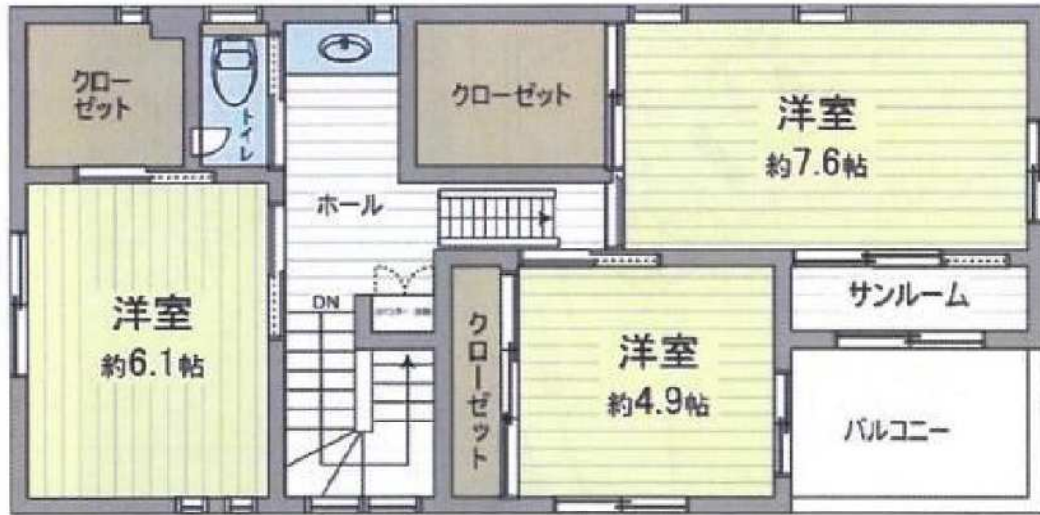 クロー
ゼット
トイレ
クローゼット
洋室
約7.6帖
ホール
洋室
約6.1帖
DN
クローゼット
洋室
約4.9帖
サンルーム
バルコニー